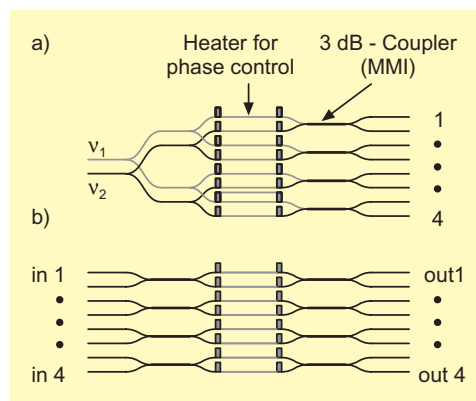 a)
Heater for
phase control
3 dB - Coupler
(MMI)
ν1
ν2
1
4
b)
in 1
in 4
out1
out 4